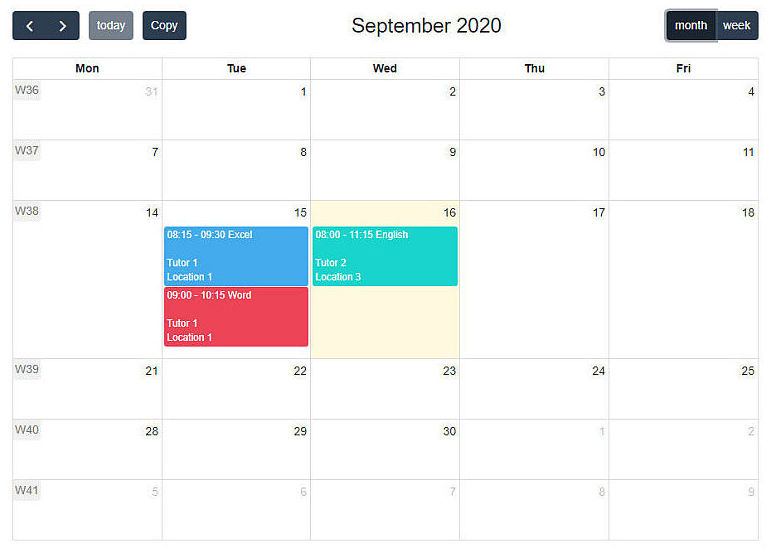 today
Copy
September 2020
month
week
Mon
Tue
Wed
Thu
Fri
W36
31
1
2
3
4
W37
7
8
9
10
11
W38
14
15
16
17
18
08:15 - 09:30 Excel
Tutor 1
Location 1
09:00 - 10:15 Word
Tutor 1
Location 1
08:00 - 11:15 English
Tutor 2
Location 3
W39
21
22
23
24
25
W40
28
29
30
1
2
W41
5
6
7
8
9